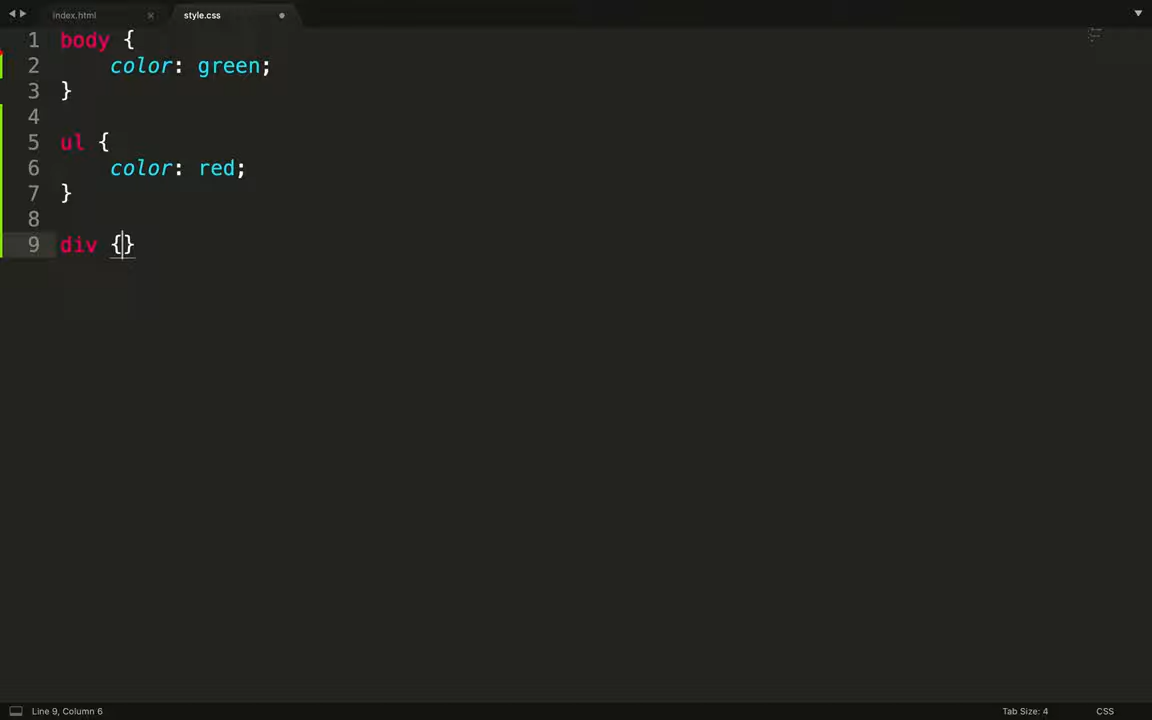 index.html
style.css
1 body {
2     color: green;
3 }
4
5 ul {
6     color: red;
7 }
8
9 div {}
Line 9, Column 6
Tab Size: 4
CSS